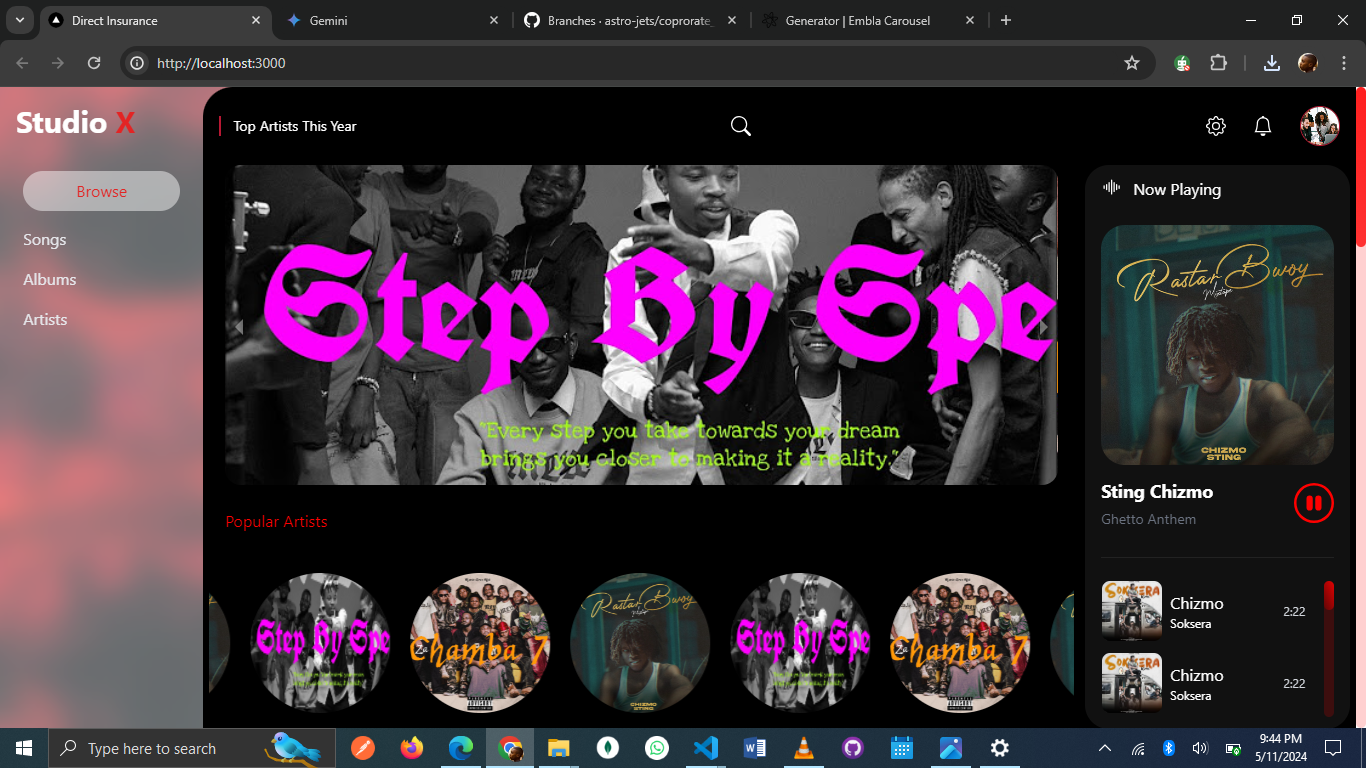 Direct Insurance
Gemini
Branches · astro-jets/coprorate_
Generator | Embla Carousel
http://localhost:3000
Studio X
Top Artists This Year
Browse
Songs
Albums
Artists
Step By Spe
"Every step you take towards your dream
brings you closer to making it a reality."
Now Playing
Rastar Bwoy
Mixtape
CHIZMO
STING
Sting Chizmo
Ghetto Anthem
Popular Artists
Step By Spe
Za
Chamba 7
Rastar Bwoy
CHIZMO
STING
Step By Spe
Za
Chamba 7
SOKSERA
Chizmo
Soksera
2:22
SOKSERA
Chizmo
Soksera
2:22
Type here to search
9:44 PM
5/11/2024